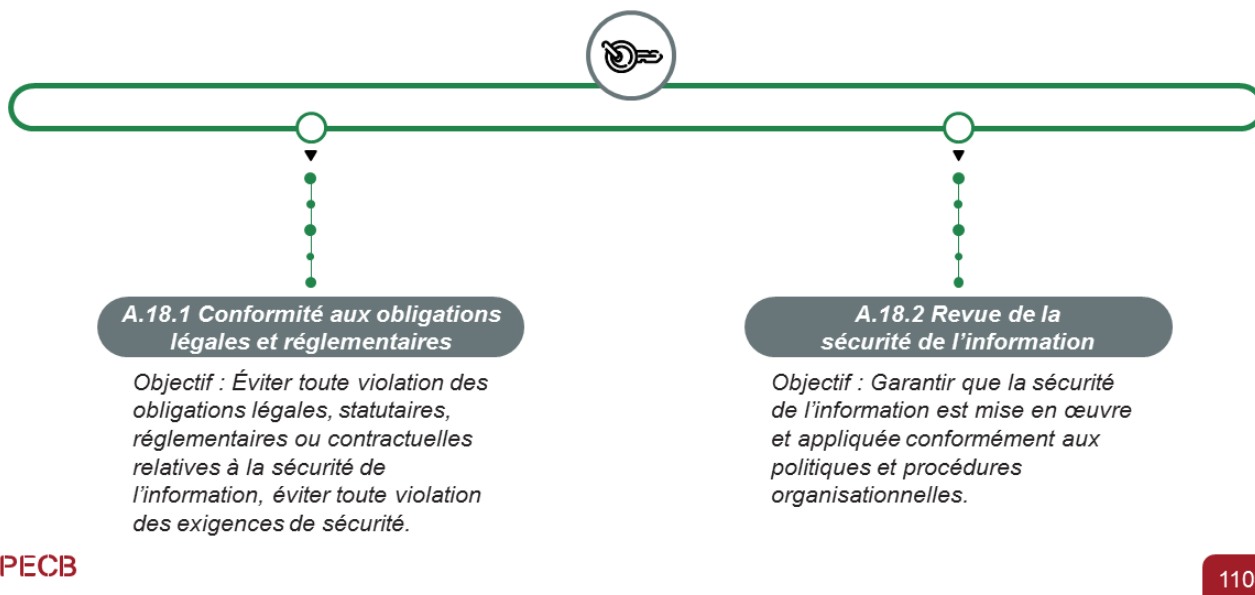 A.18.1 Conformité aux obligations
légales et réglementaires
Objectif : Éviter toute violation des
obligations légales, statutaires,
réglementaires ou contractuelles
relatives à la sécurité de
l’information, éviter toute violation
des exigences de sécurité.
A.18.2 Revue de la
sécurité de l’information
Objectif : Garantir que la sécurité
de l’information est mise en œuvre
et appliquée conformément aux
politiques et procédures
organisationnelles.
PECB
110